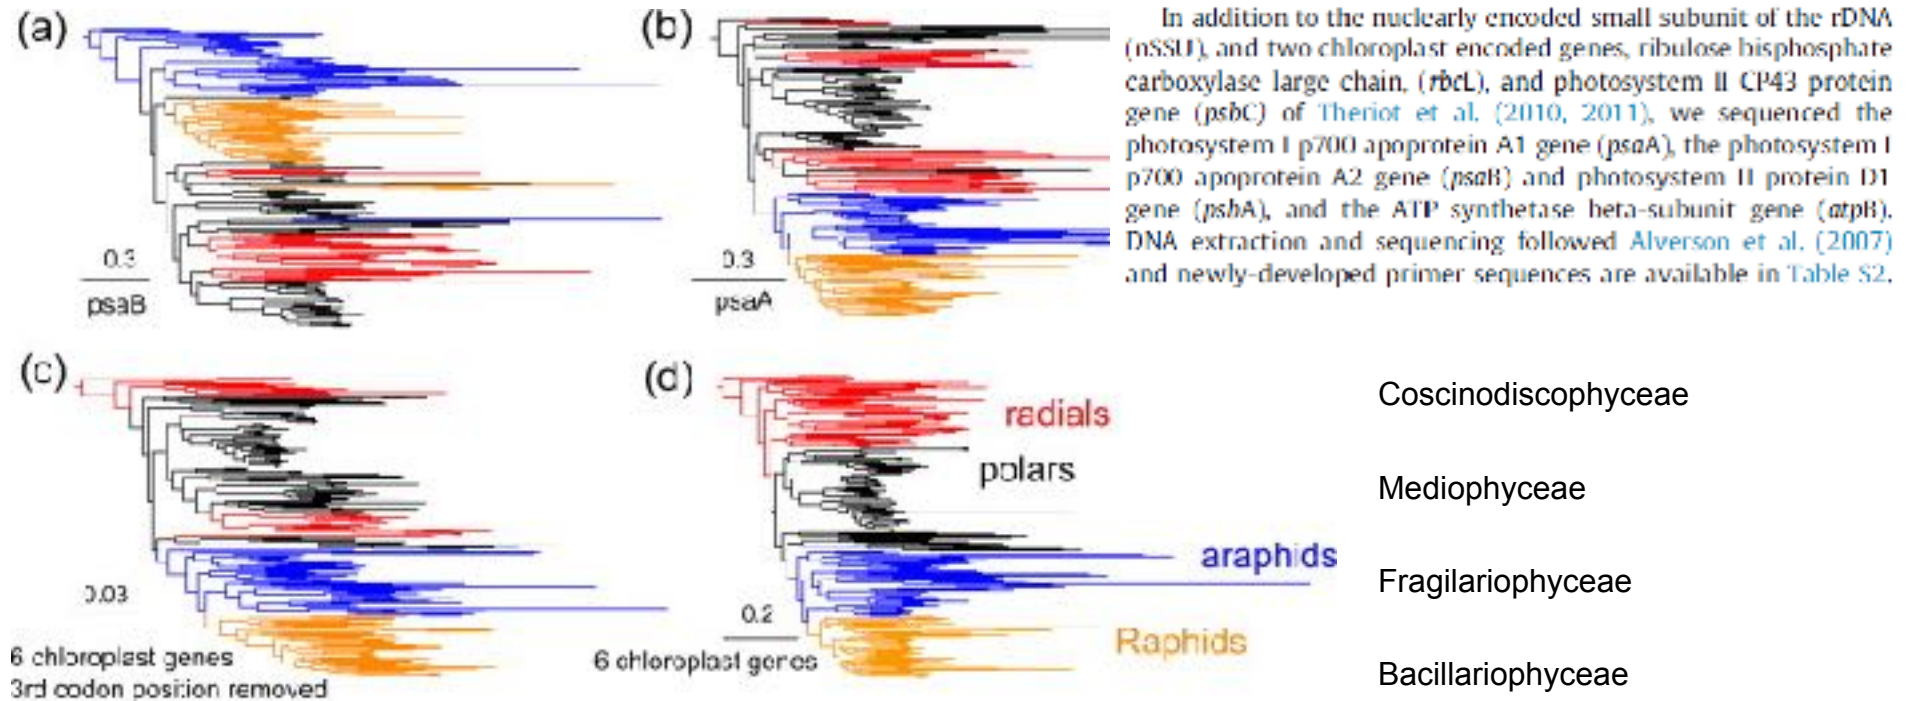 (a)
(b)
In addition to the nuclearly encoded small subunit of the rDNA
(nSSU), and two chloroplast encoded genes, ribulose bisphosphate
carboxylase large chain, (rbcL), and photosystem II CP43 protein
gene (psbC) of Theriot et al. (2010, 2011), we sequenced the
photosystem I p700 apoprotein A1 gene (psaA), the photosystem I
p700 apoprotein A2 gene (psaB) and photosystem II protein D1
gene (psbA), and the ATP synthetase beta-subunit gene (atpB).
DNA extraction and sequencing followed Alverson et al. (2007)
and newly-developed primer sequences are available in Table S2.
0.3
psaB
0.3
psaA
(c)
(d)
radials
polars
araphids
Raphids
0.03
6 chloroplast genes
3rd codon position removed
0.2
6 chloroplast genes
Coscinodiscophyceae
Mediophyceae
Fragilariophyceae
Bacillariophyceae